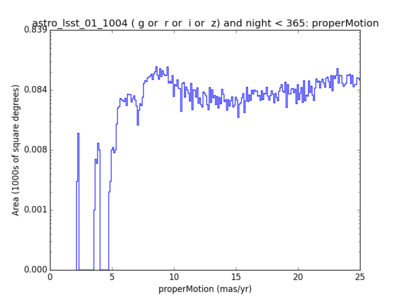 astro_lsst_01_1004 ( g or r or i or z) and night < 365: properMotion
0.839
0.084
0.008
0.001
0.000
Area (1000s of square degrees)
0 5 10 15 20 25
properMotion (mas/yr)